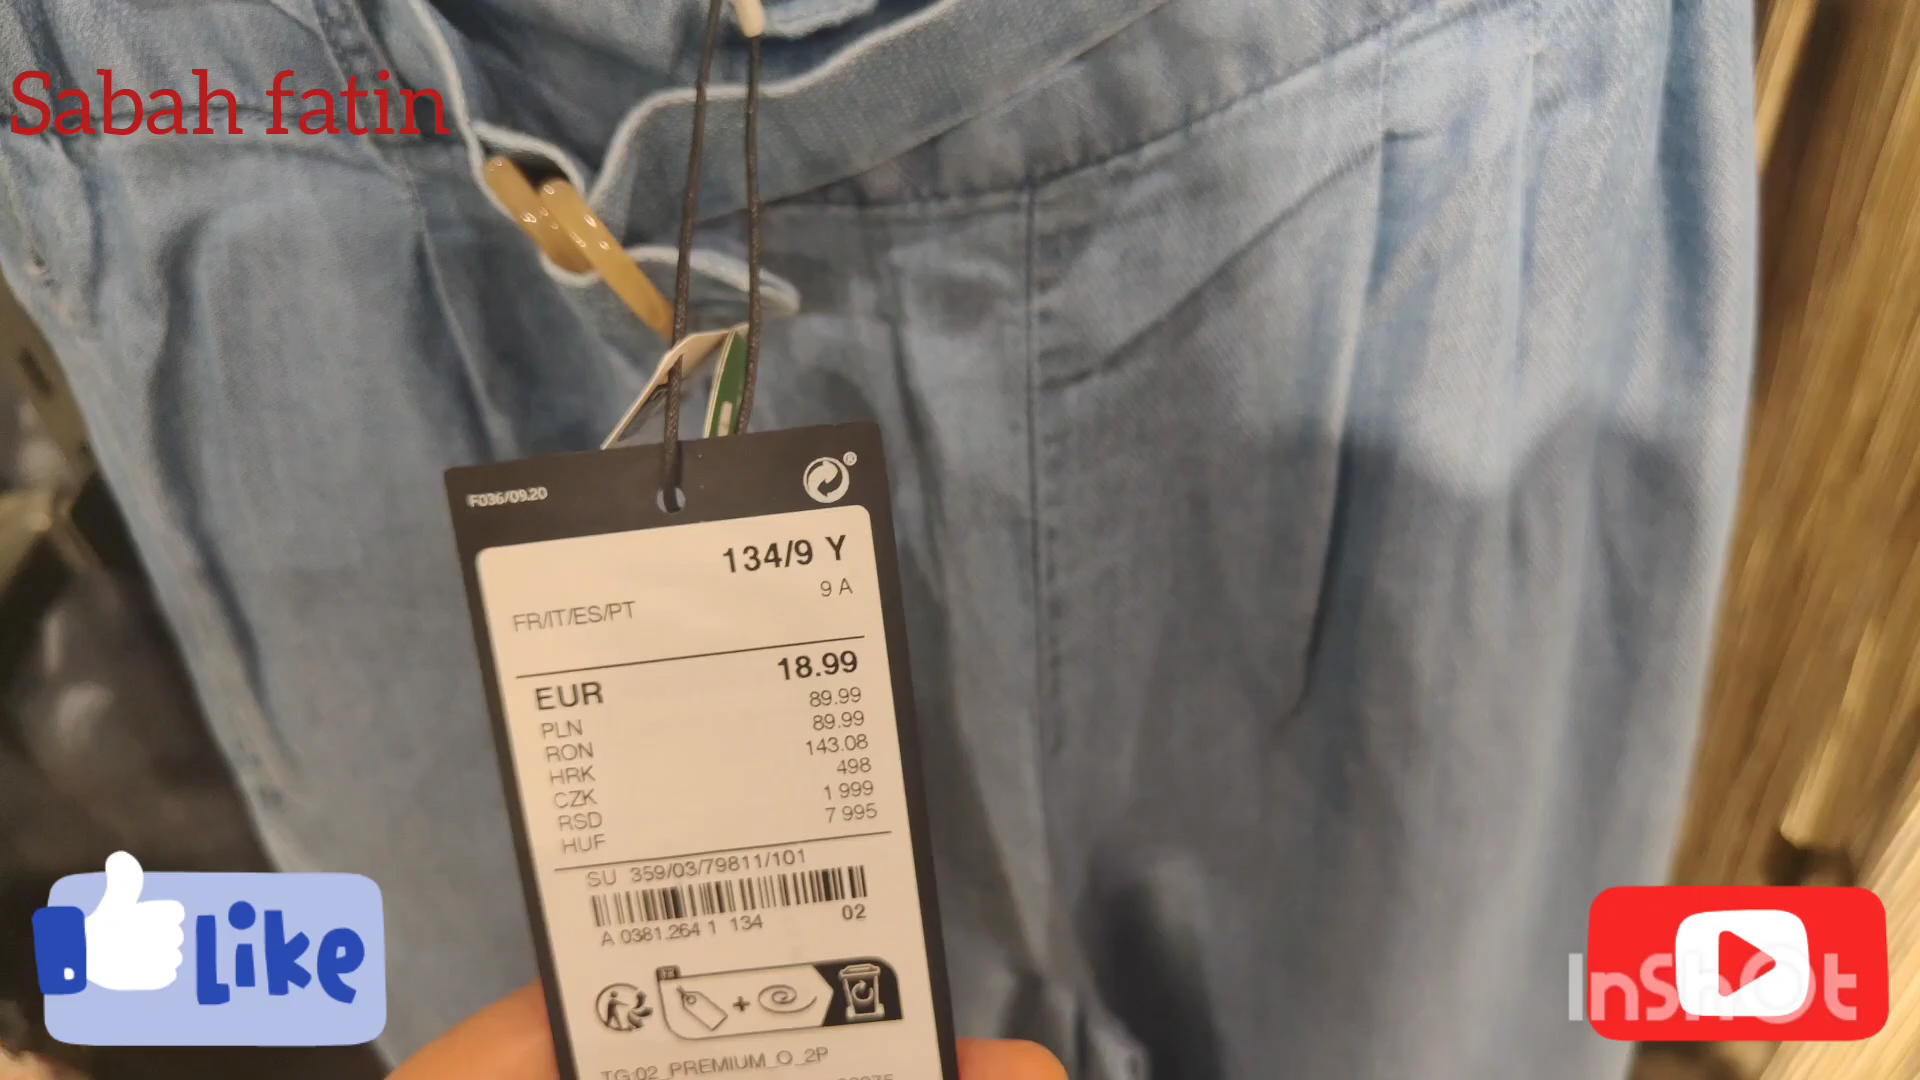 Sabah fatin
F036/09.20
®
134/9 Y
9 A
FR/IT/ES/PT
EUR 18.99
PLN 89.99
RON 89.99
HRK 143.08
CZK 498
RSD 1 999
HUF 7 995
SU 359/03/79811/101
A 0381.264 1 134 02
TG:02_PREMIUM_O_2P
Like
InShOt